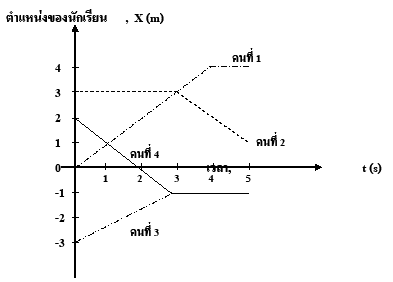 ตำแหน่งของนักเรียน , X (m)
คนที่ 1
4
3
2
คนที่ 2
1
คนที่ 4
0
เวลา,
t (s)
1 2 3 4 5
-1
-2
คนที่ 3
-3